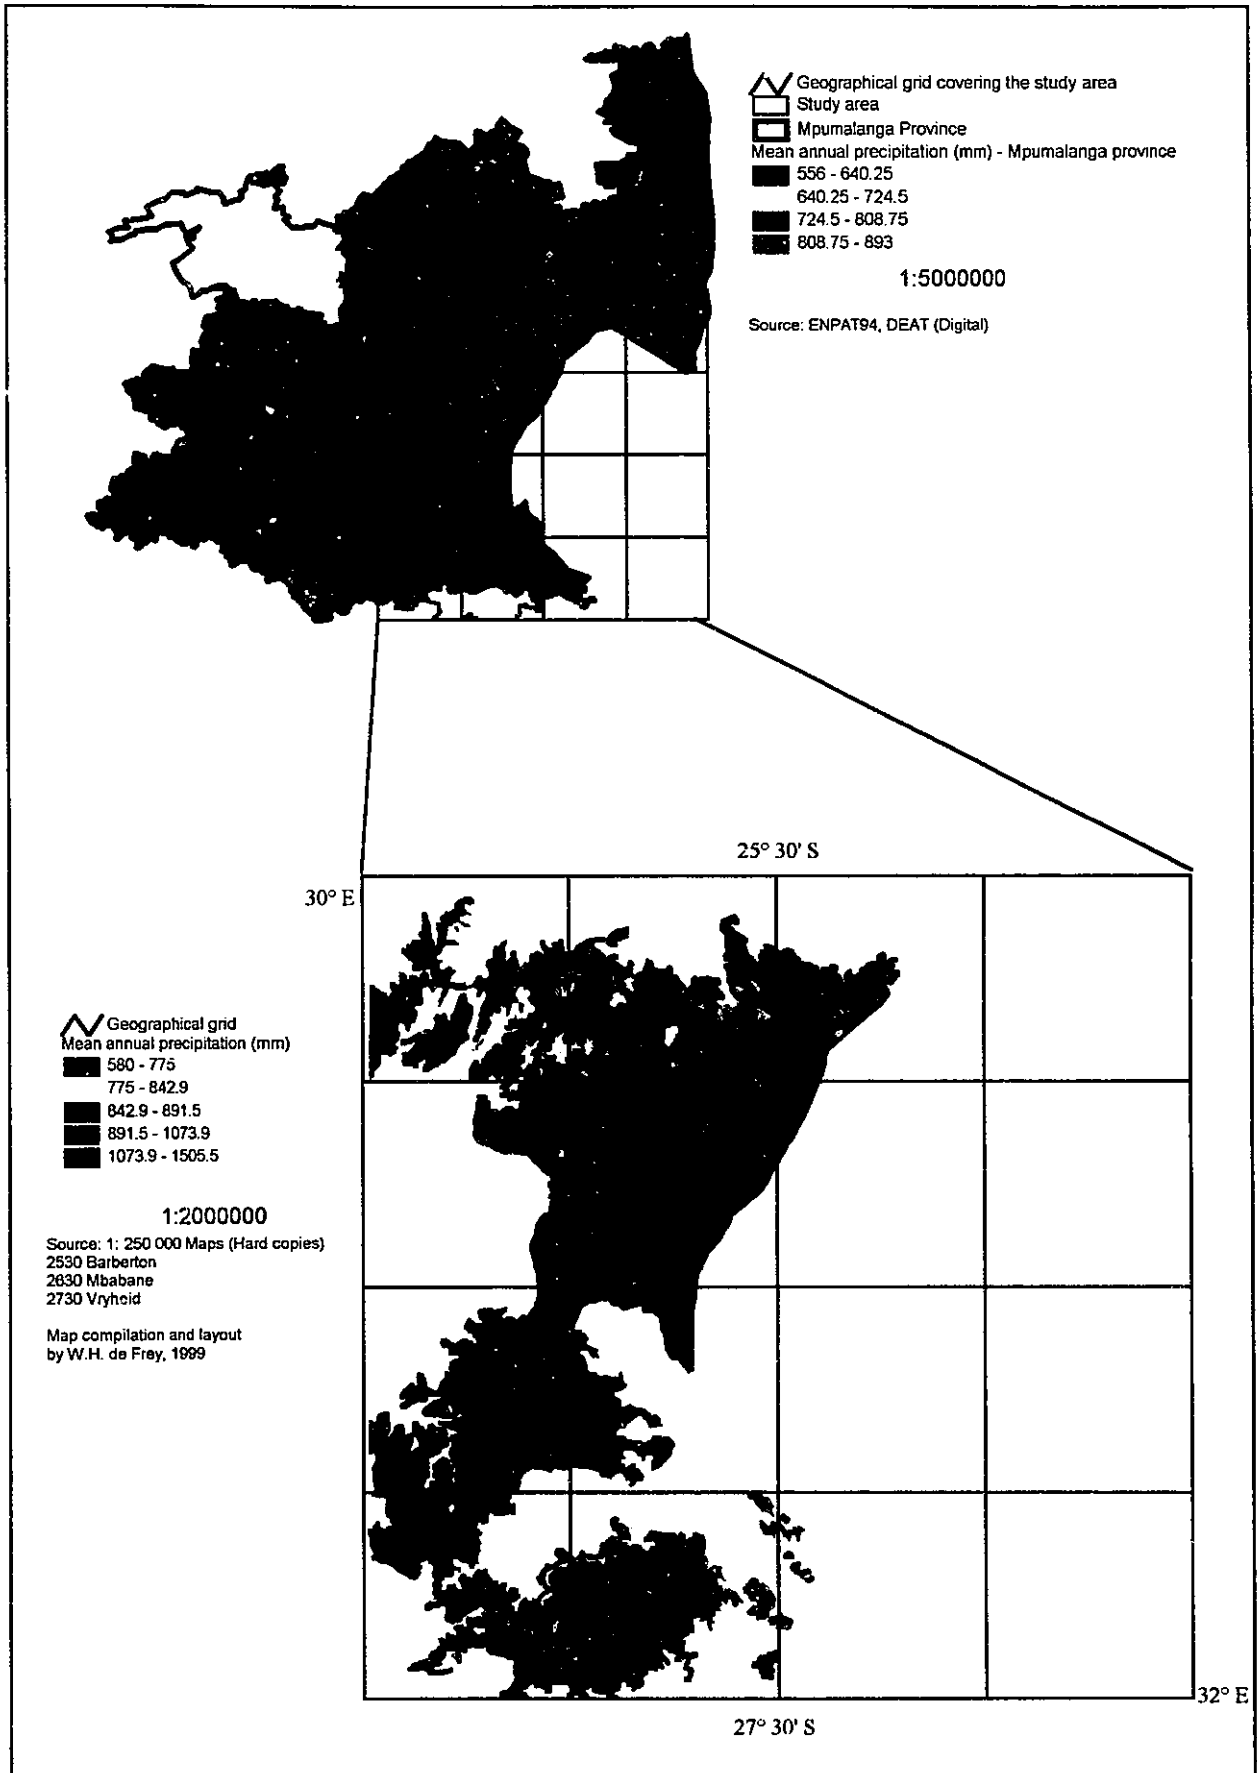 Geographical grid covering the study area
Study area
Mpumalanga Province
Mean annual precipitation (mm) - Mpumalanga province
556 - 640.25
640.25 - 724.5
724.5 - 808.75
808.75 - 893
1:5000000
Source: ENPAT94, DEAT (Digital)
25° 30' S
30° E
Geographical grid
Mean annual precipitation (mm)
580 - 775
775 - 842.9
842.9 - 891.5
891.5 - 1073.9
1073.9 - 1505.5
1:2000000
Source: 1: 250 000 Maps (Hard copies)
2530 Barberton
2630 Mbabane
2730 Vryheid
Map compilation and layout
by W.H. de Frey, 1999
32° E
27° 30' S